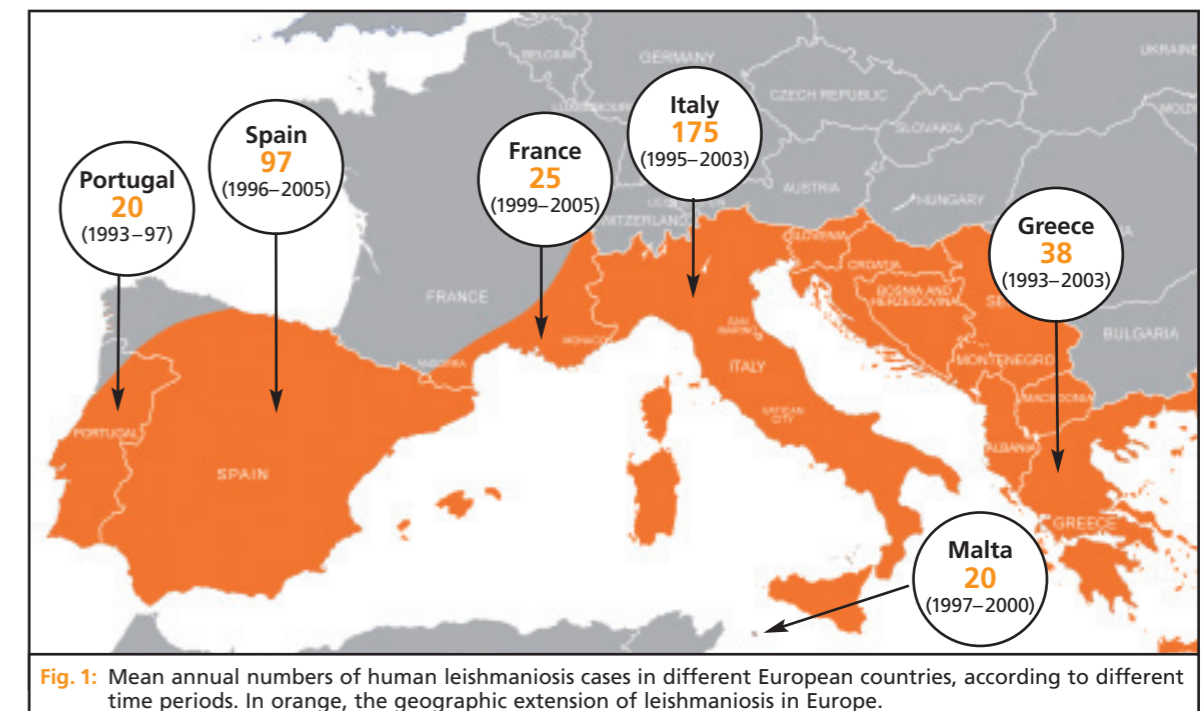 BELGIUM
GERMANY
UKRAINE
CZECH REPUBLIC
SLOVAKIA
AUSTRIA
HUNGARY
Portugal
20
(1993–97)
Spain
97
(1996–2005)
France
25
(1999–2005)
Italy
175
(1995–2003)
Greece
38
(1993–2003)
Malta
20
(1997–2000)
FRANCE
SLOVENIA
CROATIA
BOSNIA AND
HERZEGOVINA
SE
BULGARIA
MONTENEGRO
MACEDONIA
ALBANIA
SAN
MARINO
MONACO
ANDORRA
ITALY
VATICAN
CITY
PORTUGAL
SPAIN
GREECE
Fig. 1: Mean annual numbers of human leishmaniosis cases in different European countries, according to different
time periods. In orange, the geographic extension of leishmaniosis in Europe.